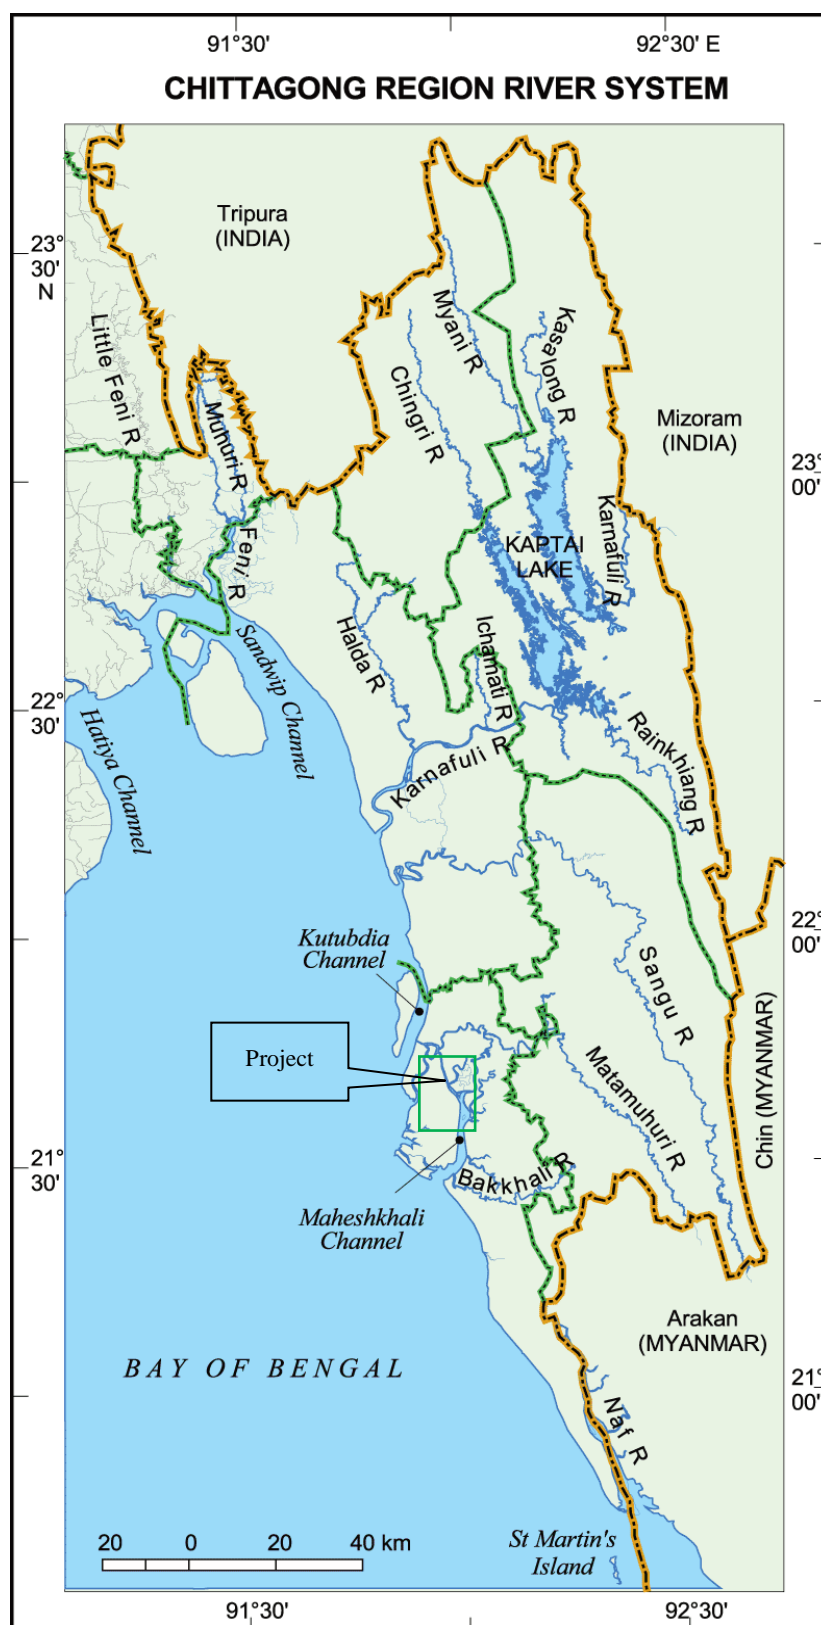 91°30'
92°30' E
CHITTAGONG REGION RIVER SYSTEM
Tripura
(INDIA)
23°
30'
N
Little Feni R
Muhuri R
Feni R
Myani R
Kasalong R
Chingri R
Mizoram
(INDIA)
23°
00'
KAPTAI
LAKE
Karnafuli R
Halda R
Ichamati R
Sandwip Channel
Hatiya Channel
22°
30'
Karnafuli R
Rainkhiang R
Kutubdia
Channel
22°
00'
Sangu R
Project
Matamuhuri R
Chin (MYANMAR)
21°
30'
Bakkhali R
Maheshkhali
Channel
Arakan
(MYANMAR)
BAY OF BENGAL
21°
00'
Naf R
20 0 20 40 km
St Martin's
Island
91°30'
92°30'